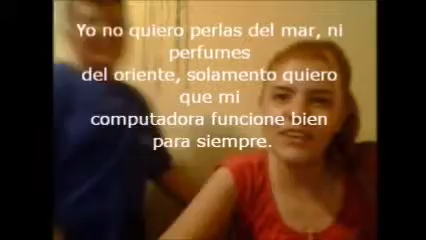 Yo no quiero perlas del mar, ni
perfumes
del oriente, solamento quiero
que mi
computadora funcione bien
para siempre.